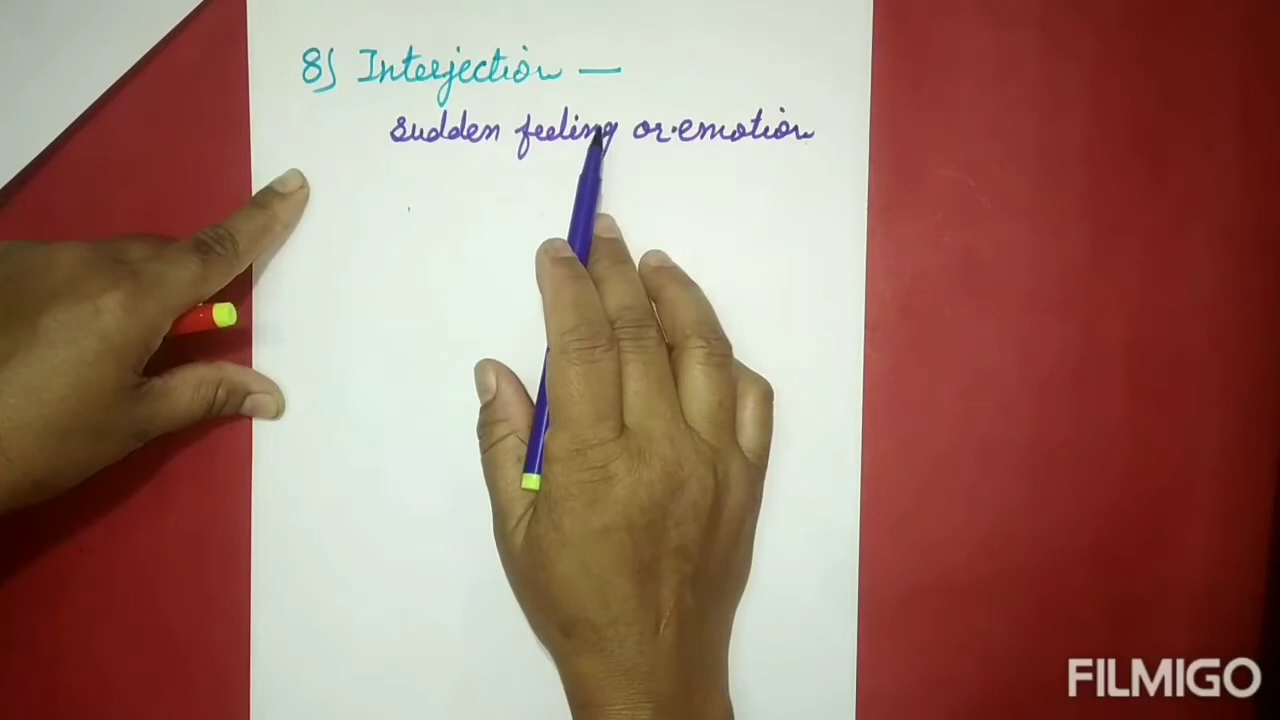 8) Interjection —
sudden feeling or emotion
FILMIGO